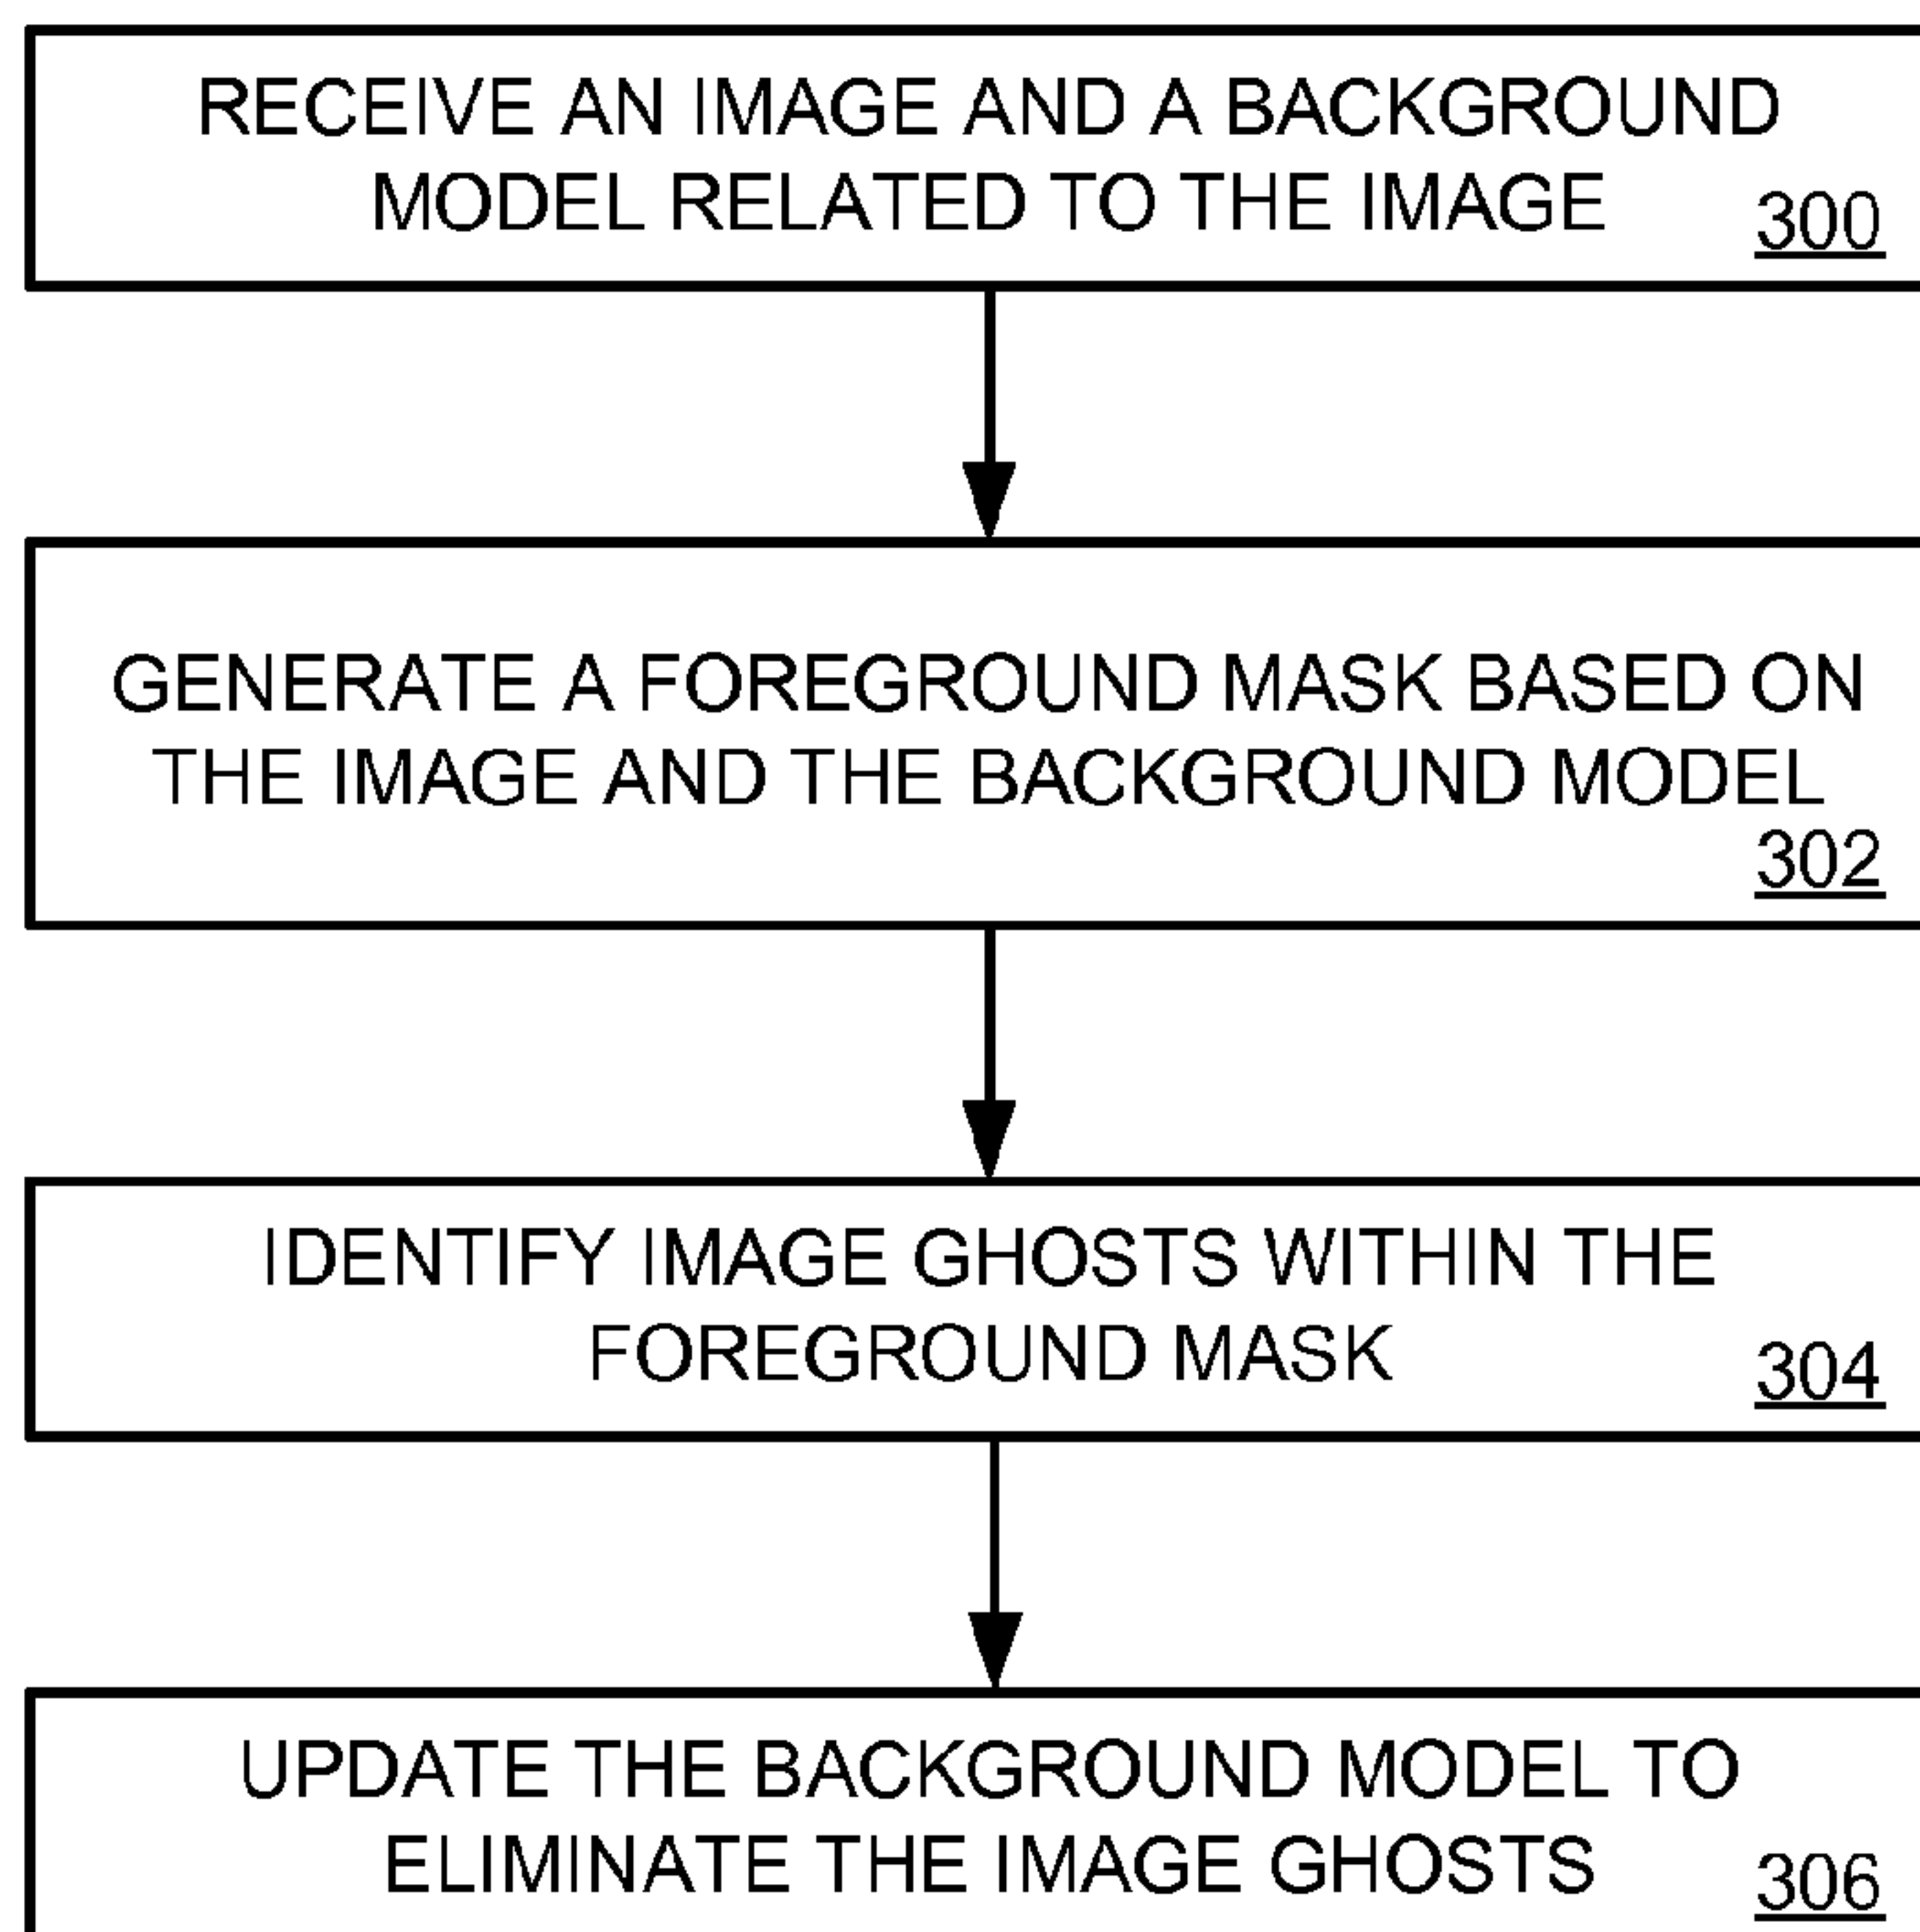 RECEIVE AN IMAGE AND A BACKGROUND
MODEL RELATED TO THE IMAGE
300
GENERATE A FOREGROUND MASK BASED ON
THE IMAGE AND THE BACKGROUND MODEL
302
IDENTIFY IMAGE GHOSTS WITHIN THE
FOREGROUND MASK
304
UPDATE THE BACKGROUND MODEL TO
ELIMINATE THE IMAGE GHOSTS
306